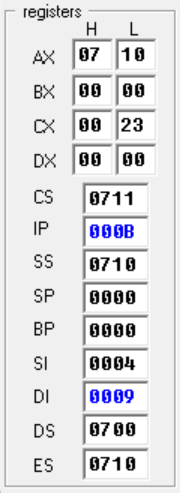 registers
H L
AX 07 10
BX 00 00
CX 00 23
DX 00 00
CS 0711
IP 000B
SS 0710
SP 0000
BP 0000
SI 0004
DI 0009
DS 0700
ES 0710